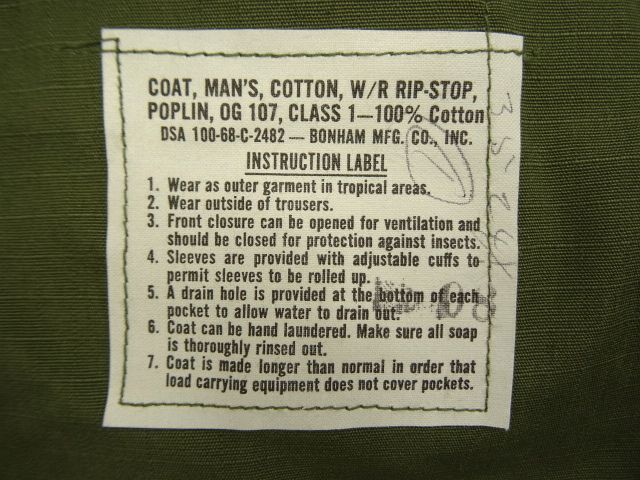 COAT, MAN'S, COTTON, W/R RIP-STOP,
POPLIN, OG 107, CLASS 1—100% Cotton
DSA 100-68-C-2482 — BONHAM MFG. CO., INC.
INSTRUCTION LABEL
1. Wear as outer garment in tropical areas.
2. Wear outside of trousers.
3. Front closure can be opened for ventilation and
should be closed for protection against insects.
4. Sleeves are provided with adjustable cuffs to
permit sleeves to be rolled up.
5. A drain hole is provided at the bottom of each
pocket to allow water to drain out.
6. Coat can be hand laundered. Make sure all soap
is thoroughly rinsed out.
7. Coat is made longer than normal in order that
load carrying equipment does not cover pockets.